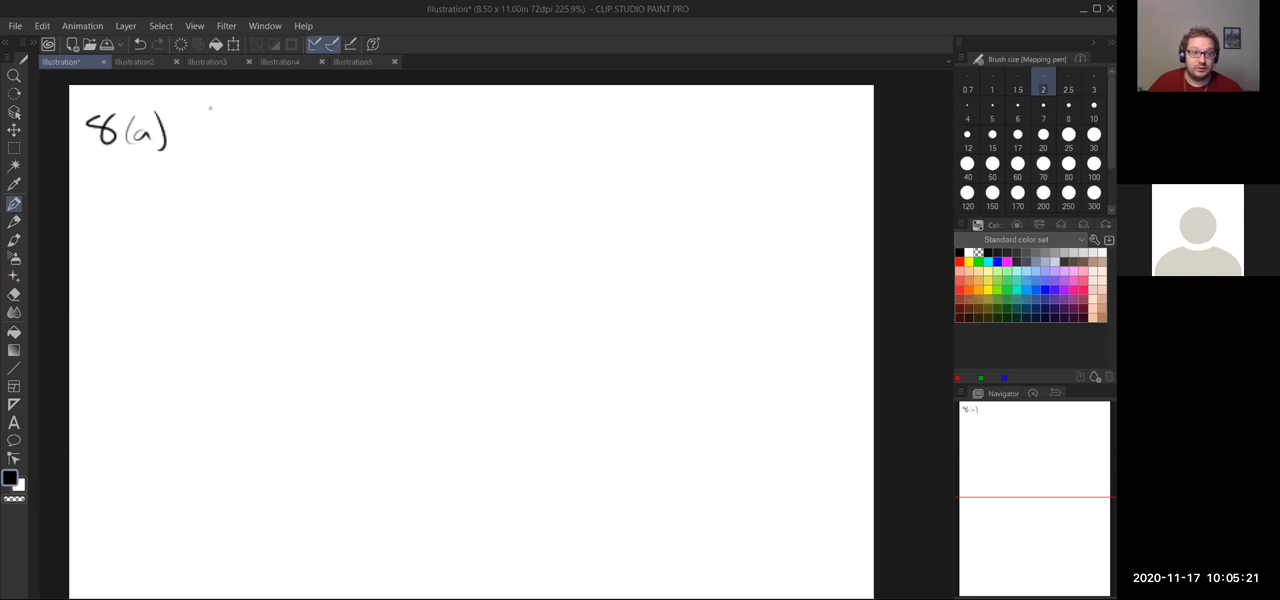 Illustration* (8.50 x 11.00in 72dpi 225.9%) - CLIP STUDIO PAINT PRO
File Edit Animation Layer Select View Filter Window Help
Illustration* Illustration2 Illustration3 Illustration4 Illustration5
Brush size (Mapping pen)
0.7 1 1.5 2 2.5 3
4 5 6 7 8 10
12 15 17 20 25 30
40 50 60 70 80 100
120 150 170 200 250 300
Colo
Standard color set
Navigator
8(a)
8(a)
2020-11-17 10:05:21